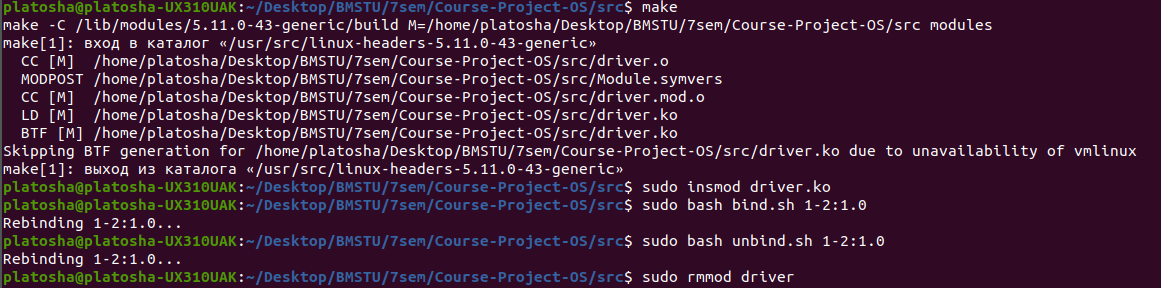 platosha@platosha-UX310UAK:~/Desktop/BMSTU/7sem/Course-Project-OS/src$ make
make -C /lib/modules/5.11.0-43-generic/build M=/home/platosha/Desktop/BMSTU/7sem/Course-Project-OS/src modules
make[1]: вход в каталог «/usr/src/linux-headers-5.11.0-43-generic»
  CC [M]  /home/platosha/Desktop/BMSTU/7sem/Course-Project-OS/src/driver.o
  MODPOST /home/platosha/Desktop/BMSTU/7sem/Course-Project-OS/src/Module.symvers
  CC [M]  /home/platosha/Desktop/BMSTU/7sem/Course-Project-OS/src/driver.mod.o
  LD [M]  /home/platosha/Desktop/BMSTU/7sem/Course-Project-OS/src/driver.ko
  BTF [M] /home/platosha/Desktop/BMSTU/7sem/Course-Project-OS/src/driver.ko
Skipping BTF generation for /home/platosha/Desktop/BMSTU/7sem/Course-Project-OS/src/driver.ko due to unavailability of vmlinux
make[1]: выход из каталога «/usr/src/linux-headers-5.11.0-43-generic»
platosha@platosha-UX310UAK:~/Desktop/BMSTU/7sem/Course-Project-OS/src$ sudo insmod driver.ko
platosha@platosha-UX310UAK:~/Desktop/BMSTU/7sem/Course-Project-OS/src$ sudo bash bind.sh 1-2:1.0
Rebinding 1-2:1.0...
platosha@platosha-UX310UAK:~/Desktop/BMSTU/7sem/Course-Project-OS/src$ sudo bash unbind.sh 1-2:1.0
Rebinding 1-2:1.0...
platosha@platosha-UX310UAK:~/Desktop/BMSTU/7sem/Course-Project-OS/src$ sudo rmmod driver